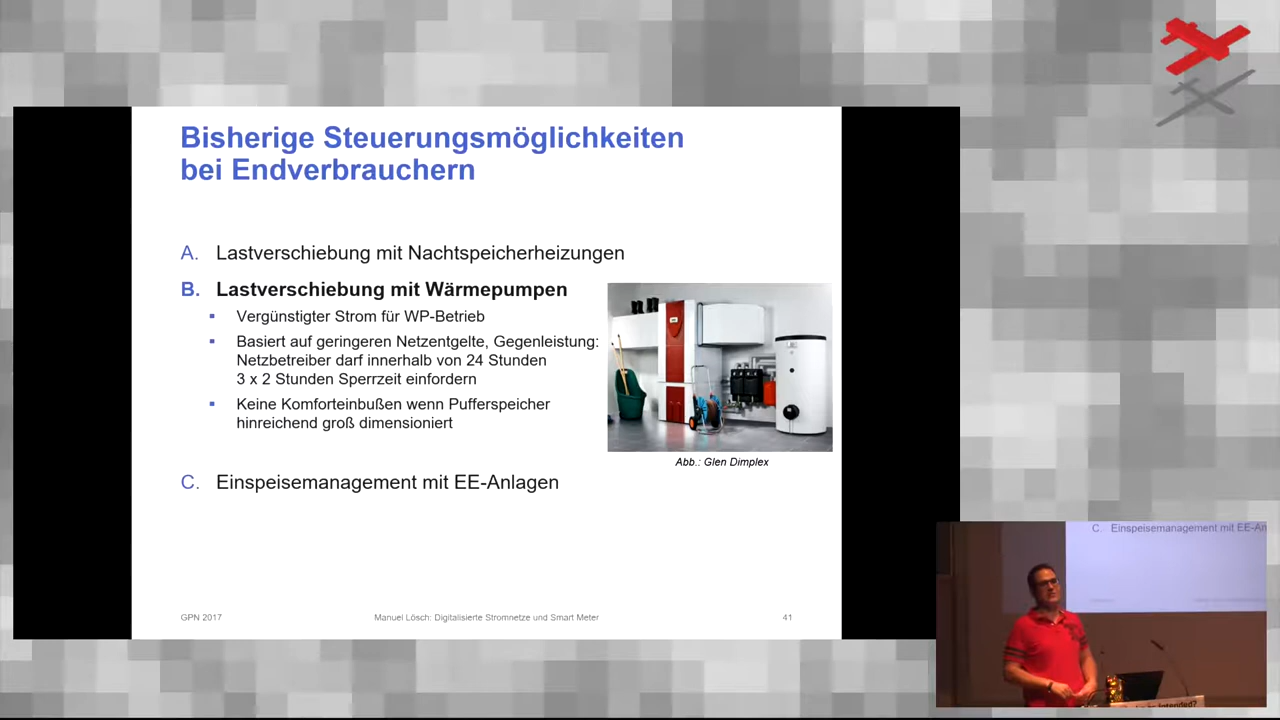 Bisherige Steuerungsmöglichkeiten
bei Endverbrauchern
A. Lastverschiebung mit Nachtspeicherheizungen
B. Lastverschiebung mit Wärmepumpen
▪ Vergünstigter Strom für WP-Betrieb
▪ Basiert auf geringeren Netzentgelte, Gegenleistung:
Netzbetreiber darf innerhalb von 24 Stunden
3 x 2 Stunden Sperrzeit einfordern
▪ Keine Komforteinbußen wenn Pufferspeicher
hinreichend groß dimensioniert
Abb.: Glen Dimplex
C. Einspeisemanagement mit EE-Anlagen
GPN 2017 Manuel Lösch: Digitalisierte Stromnetze und Smart Meter 41
C. Einspeisemanagement mit EE-An
intended?